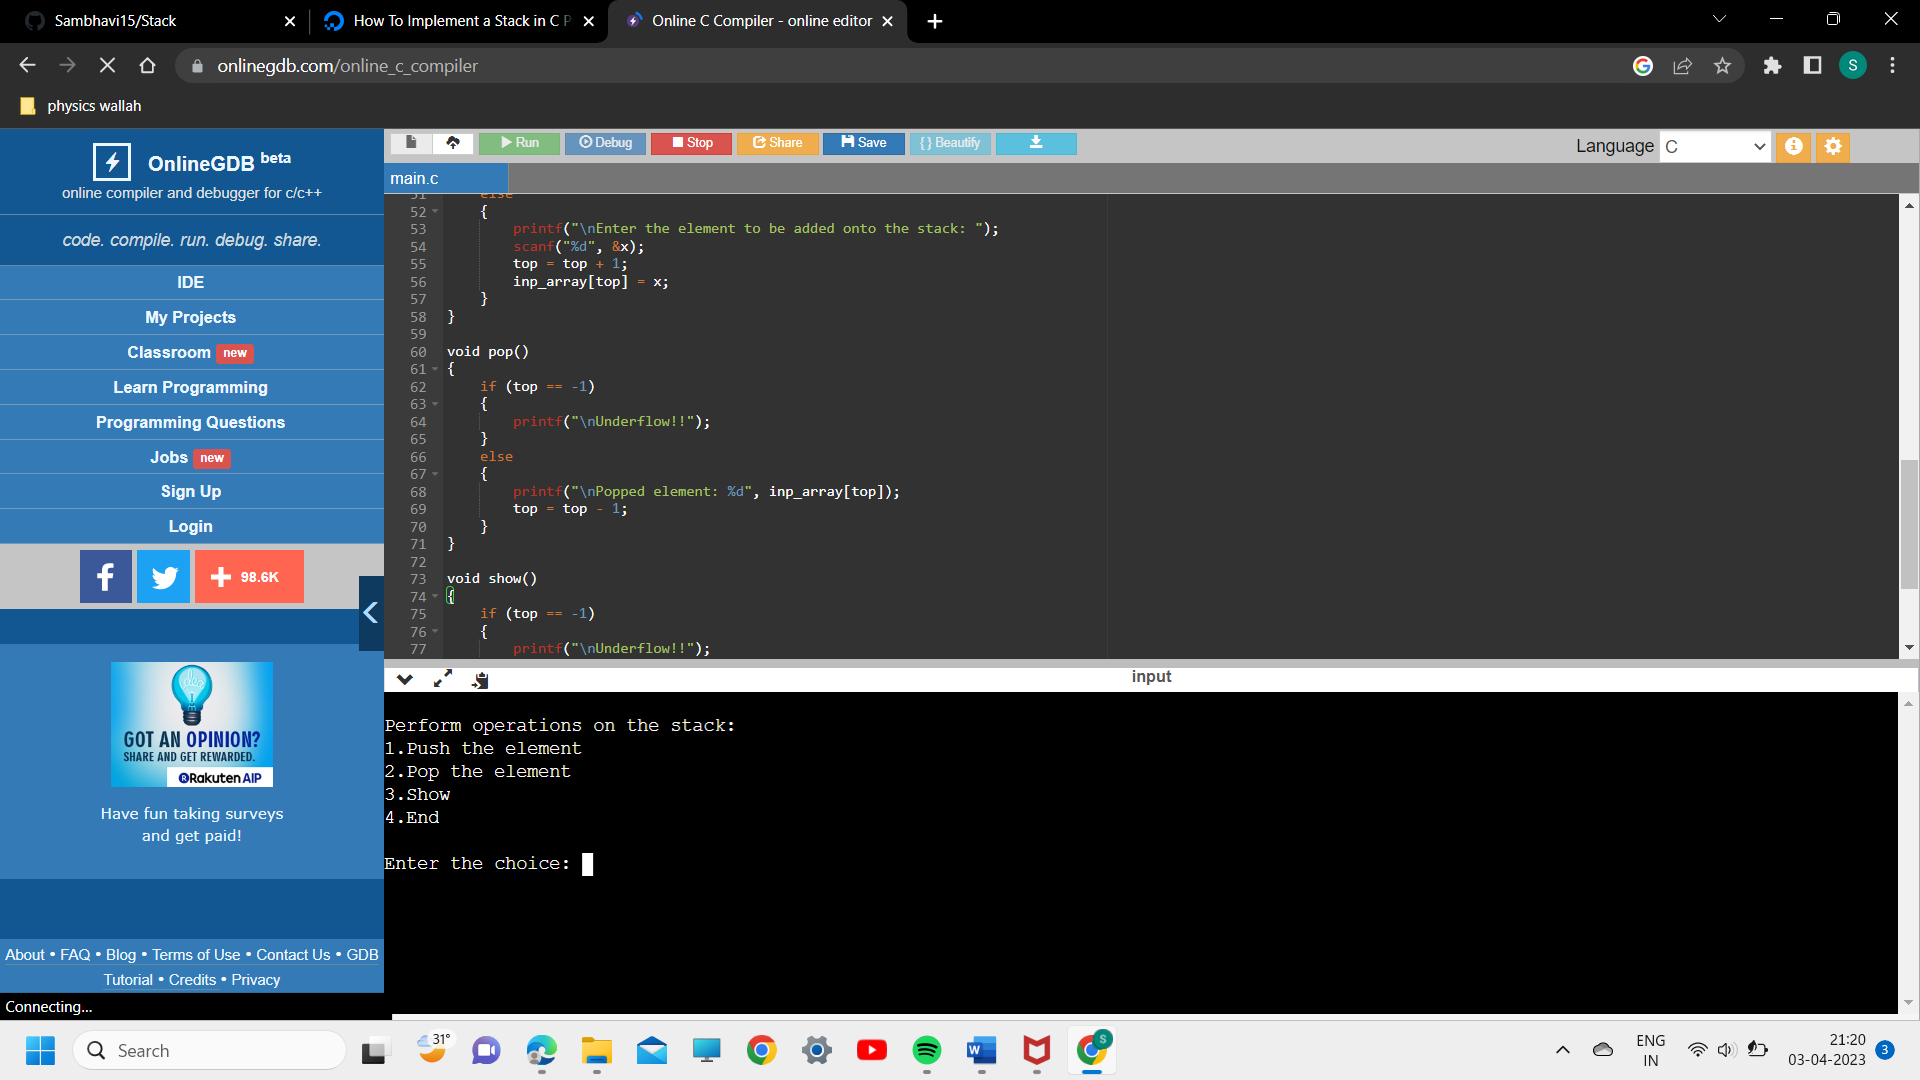 Sambhavi15/Stack
How To Implement a Stack in C P
Online C Compiler - online editor
onlinegdb.com/online_c_compiler
S
physics wallah
OnlineGDB beta
online compiler and debugger for c/c++
code. compile. run. debug. share.
IDE
My Projects
Classroom new
Learn Programming
Programming Questions
Jobs new
Sign Up
Login
98.6K
GOT AN OPINION?
SHARE AND GET REWARDED.
Rakuten AIP
Have fun taking surveys
and get paid!
About • FAQ • Blog • Terms of Use • Contact Us • GDB
Tutorial • Credits • Privacy
Connecting...
Run Debug Stop Share Save {} Beautify
Language C
main.c
51 else
52 {
53 printf("\nEnter the element to be added onto the stack: ");
54 scanf("%d", &x);
55 top = top + 1;
56 inp_array[top] = x;
57 }
58 }
59
60 void pop()
61 {
62 if (top == -1)
63 {
64 printf("\nUnderflow!!");
65 }
66 else
67 {
68 printf("\nPopped element: %d", inp_array[top]);
69 top = top - 1;
70 }
71 }
72
73 void show()
74 {
75 if (top == -1)
76 {
77 printf("\nUnderflow!!");
input
Perform operations on the stack:
1.Push the element
2.Pop the element
3.Show
4.End
Enter the choice:
Search
31°
S
ENG
IN
21:20
03-04-2023
3